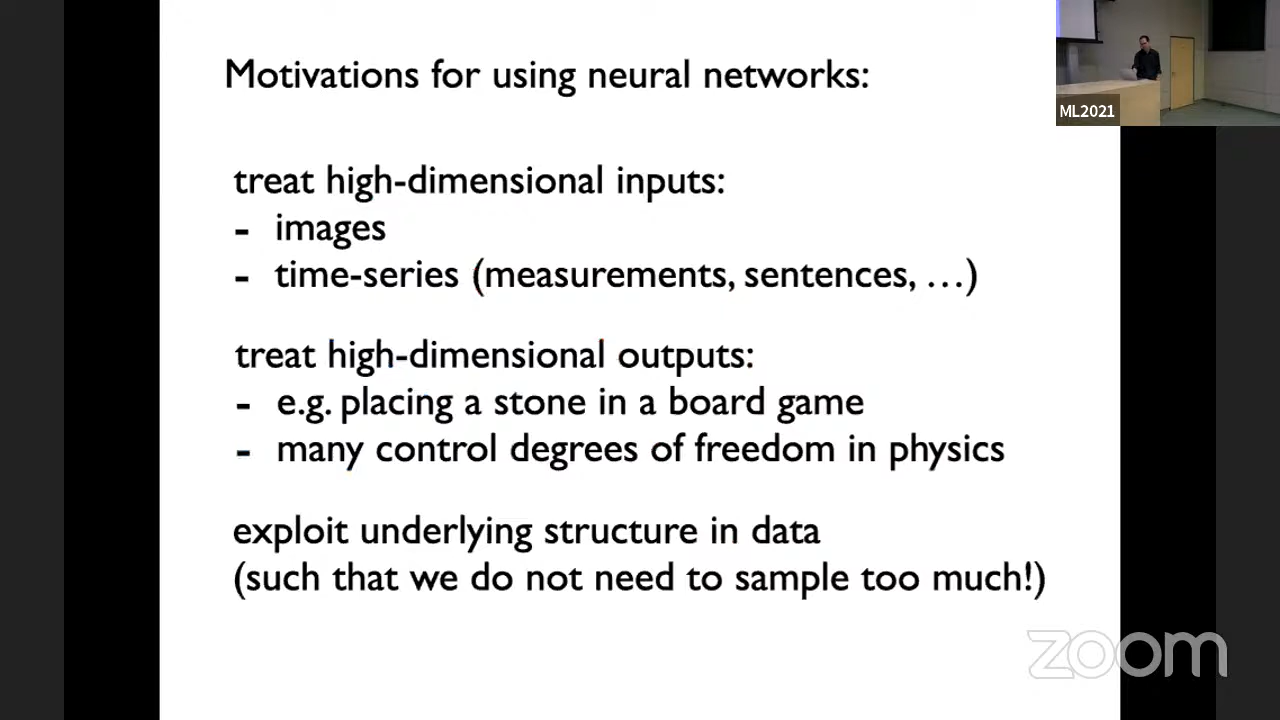 Motivations for using neural networks:
ML2021
treat high-dimensional inputs:
- images
- time-series (measurements, sentences, …)
treat high-dimensional outputs:
- e.g. placing a stone in a board game
- many control degrees of freedom in physics
exploit underlying structure in data
(such that we do not need to sample too much!)
zoom